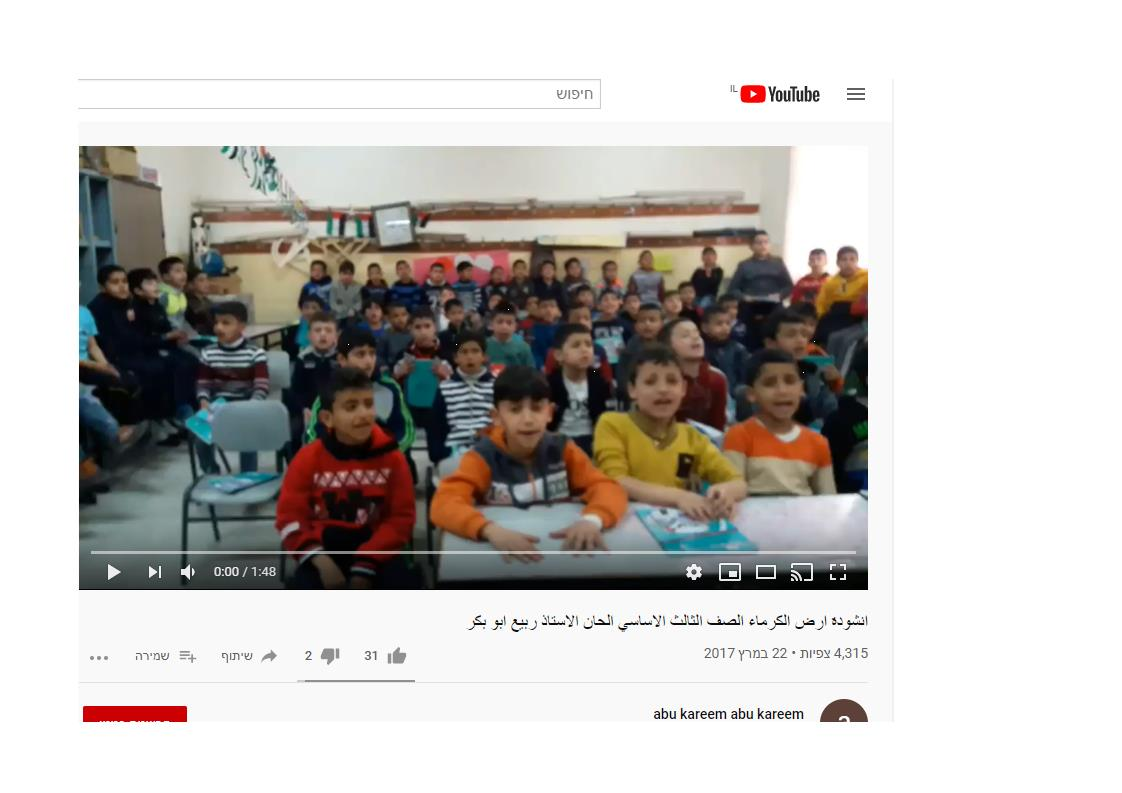 חיפוש
YouTube IL
0:00 / 1:48
انشودة ارض الكرماء الصف الثالث الاساسي الحان الاستاذ ربيع ابو بكر
4,315 צפיות • 22 במרץ 2017
31 2 שיתוף שמירה
abu kareem abu kareem